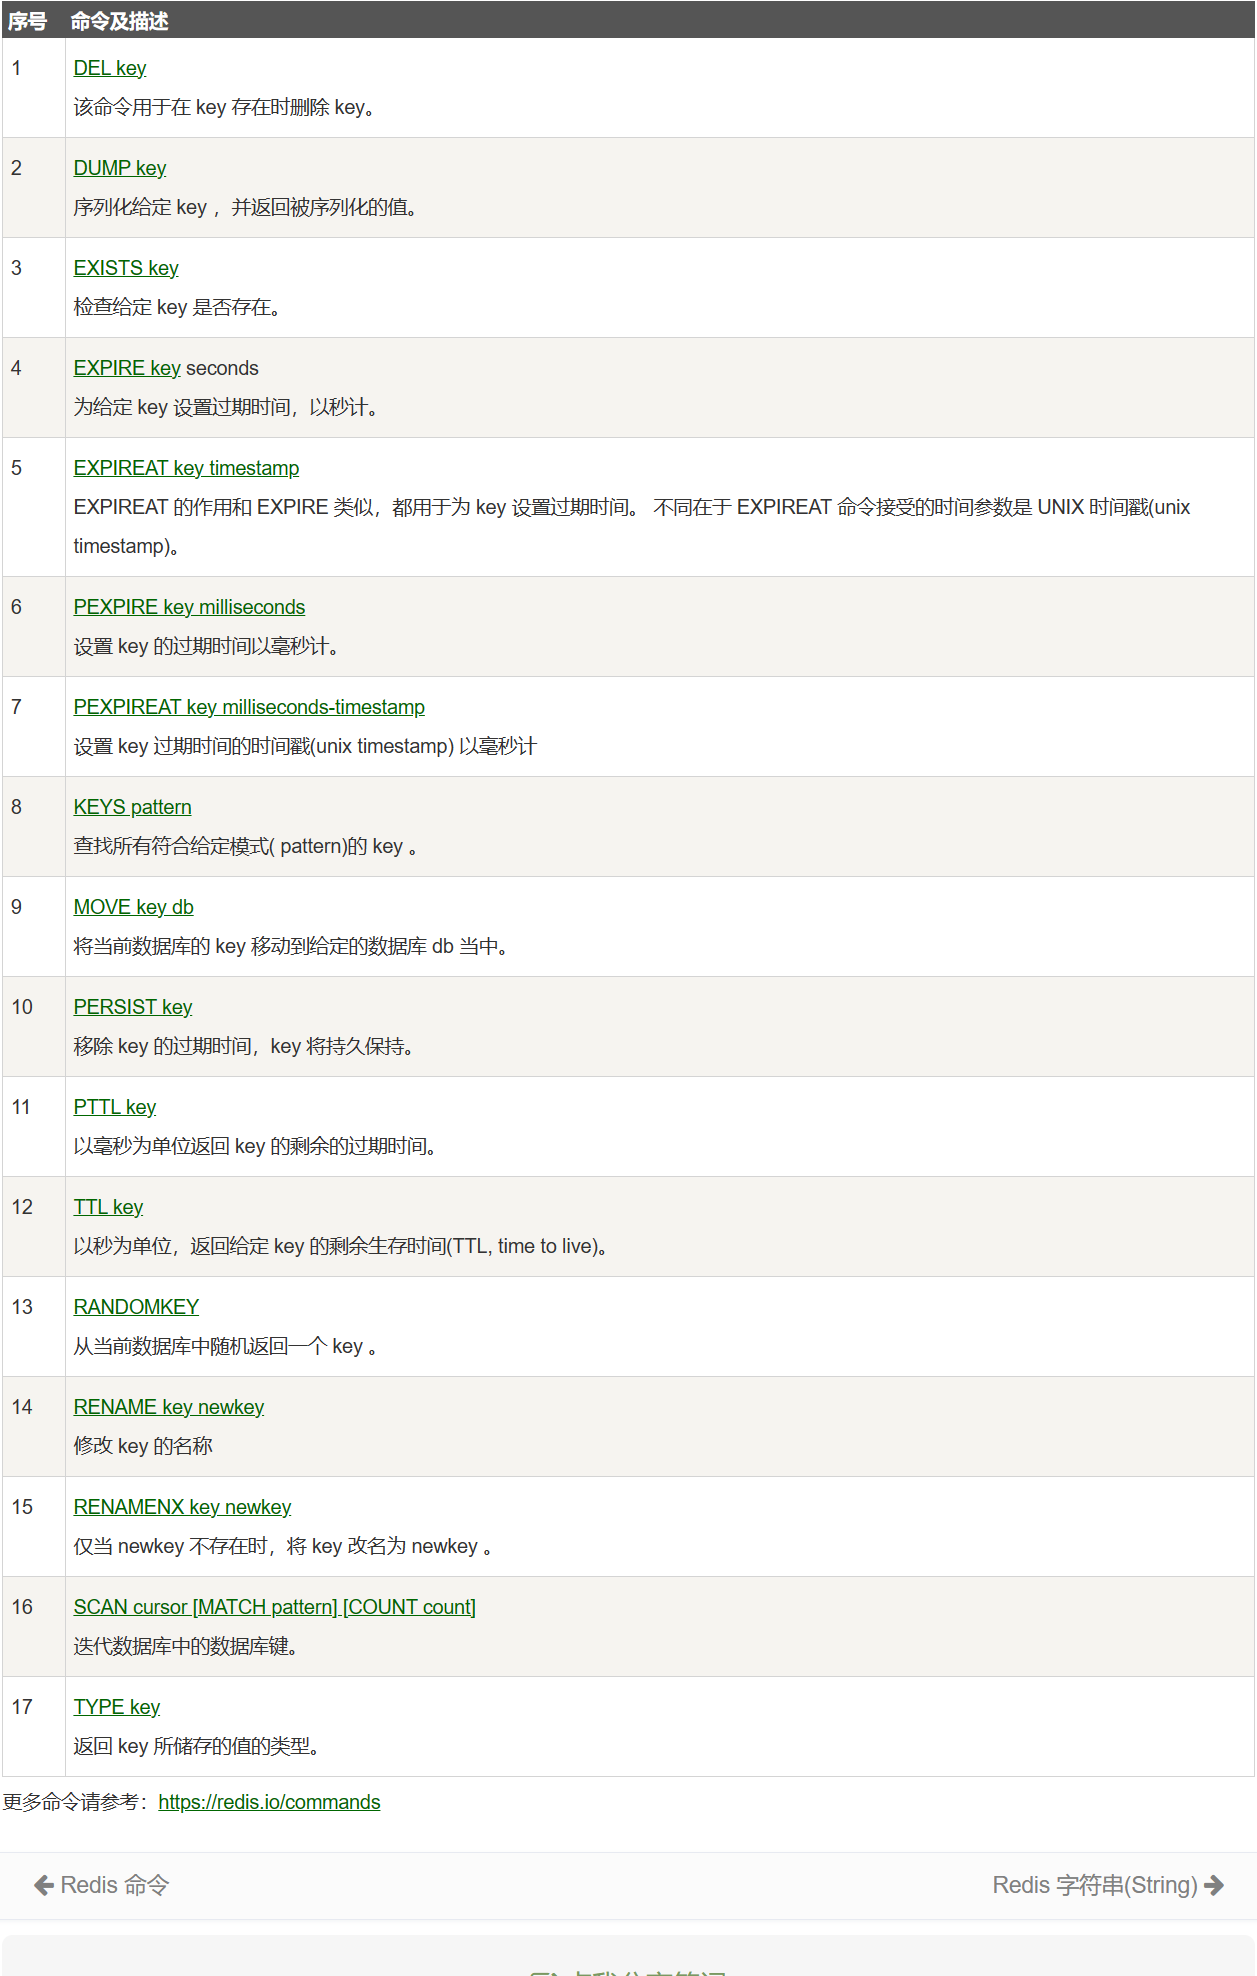 序号 命令及描述
1 DEL key
该命令用于在 key 存在时删除 key。
2 DUMP key
序列化给定 key ，并返回被序列化的值。
3 EXISTS key
检查给定 key 是否存在。
4 EXPIRE key seconds
为给定 key 设置过期时间，以秒计。
5 EXPIREAT key timestamp
EXPIREAT 的作用和 EXPIRE 类似，都用于为 key 设置过期时间。 不同在于 EXPIREAT 命令接受的时间参数是 UNIX 时间戳(unix
timestamp)。
6 PEXPIRE key milliseconds
设置 key 的过期时间以毫秒计。
7 PEXPIREAT key milliseconds-timestamp
设置 key 过期时间的时间戳(unix timestamp) 以毫秒计
8 KEYS pattern
查找所有符合给定模式( pattern)的 key 。
9 MOVE key db
将当前数据库的 key 移动到给定的数据库 db 当中。
10 PERSIST key
移除 key 的过期时间，key 将持久保持。
11 PTTL key
以毫秒为单位返回 key 的剩余的过期时间。
12 TTL key
以秒为单位，返回给定 key 的剩余生存时间(TTL, time to live)。
13 RANDOMKEY
从当前数据库中随机返回一个 key 。
14 RENAME key newkey
修改 key 的名称
15 RENAMENX key newkey
仅当 newkey 不存在时，将 key 改名为 newkey 。
16 SCAN cursor [MATCH pattern] [COUNT count]
迭代数据库中的数据库键。
17 TYPE key
返回 key 所储存的值的类型。
更多命令请参考：https://redis.io/commands
Redis 命令
Redis 字符串(String)